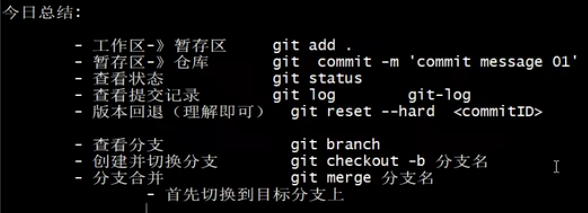 今日总结:
- 工作区-》暂存区 git add .
- 暂存区-》仓库 git commit -m 'commit message 01'
- 查看状态 git status
- 查看提交记录 git log git-log
- 版本回退（理解即可） git reset --hard <commitID>
- 查看分支 git branch
- 创建并切换分支 git checkout -b 分支名
- 分支合并 git merge 分支名
- 首先切换到目标分支上